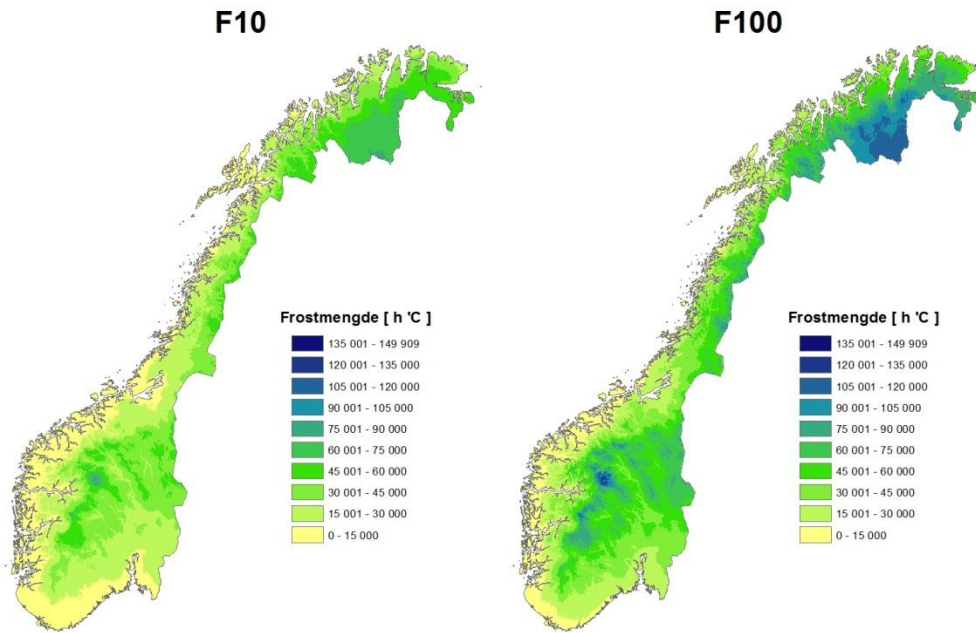 F10
Frostmengde [ h 'C ]
135 001 - 149 909
120 001 - 135 000
105 001 - 120 000
90 001 - 105 000
75 001 - 90 000
60 001 - 75 000
45 001 - 60 000
30 001 - 45 000
15 001 - 30 000
0 - 15 000
F100
Frostmengde [ h 'C ]
135 001 - 149 909
120 001 - 135 000
105 001 - 120 000
90 001 - 105 000
75 001 - 90 000
60 001 - 75 000
45 001 - 60 000
30 001 - 45 000
15 001 - 30 000
0 - 15 000